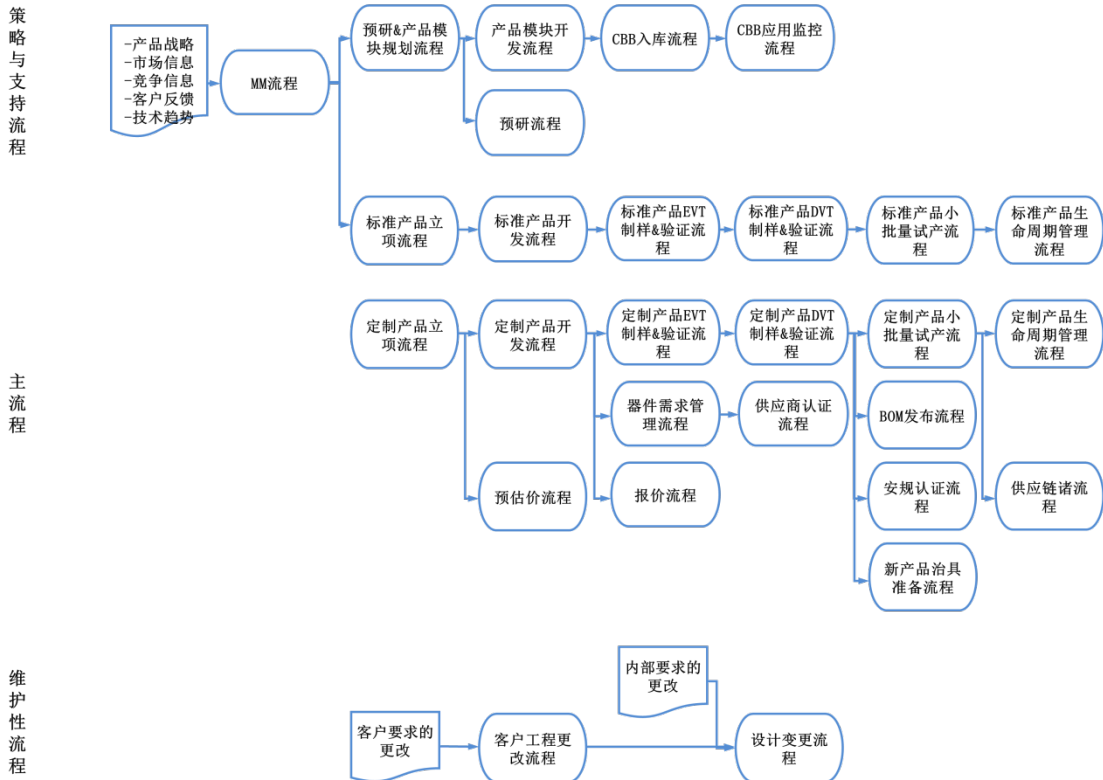 策
略
与
支
持
流
程
-产品战略
-市场信息
-竞争信息
-客户反馈
-技术趋势
MM流程
预研&产品模
块规划流程
产品模块开
发流程
CBB入库流程
CBB应用监控
流程
预研流程
标准产品立
项流程
标准产品开
发流程
标准产品EVT
制样&验证流
程
标准产品DVT
制样&验证流
程
标准产品小
批量试产流
程
标准产品生
命周期管理
流程
主
流
程
定制产品立
项流程
定制产品开
发流程
定制产品EVT
制样&验证流
程
定制产品DVT
制样&验证流
程
定制产品小
批量试产流
程
定制产品生
命周期管理
流程
器件需求管
理流程
供应商认证
流程
BOM发布流程
预估价流程
报价流程
安规认证流
程
供应链诸流
程
新产品治具
准备流程
维
护
性
流
程
内部要求的
更改
客户要求的
更改
客户工程更
改流程
设计变更流
程